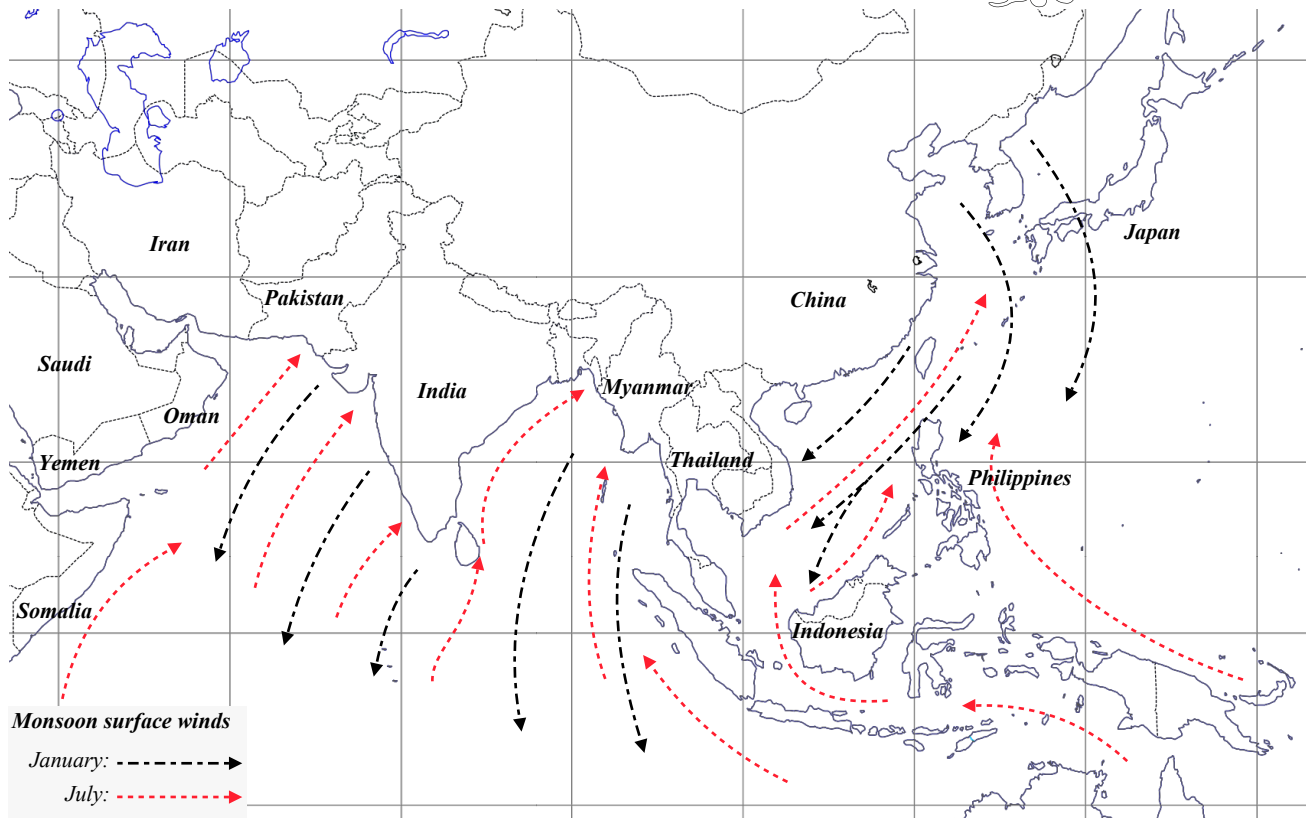 Iran
Japan
Pakistan
China
Saudi
India
Myanmar
Oman
Yemen
Thailand
Philippines
Somalia
Indonesia
Monsoon surface winds
January:
July: